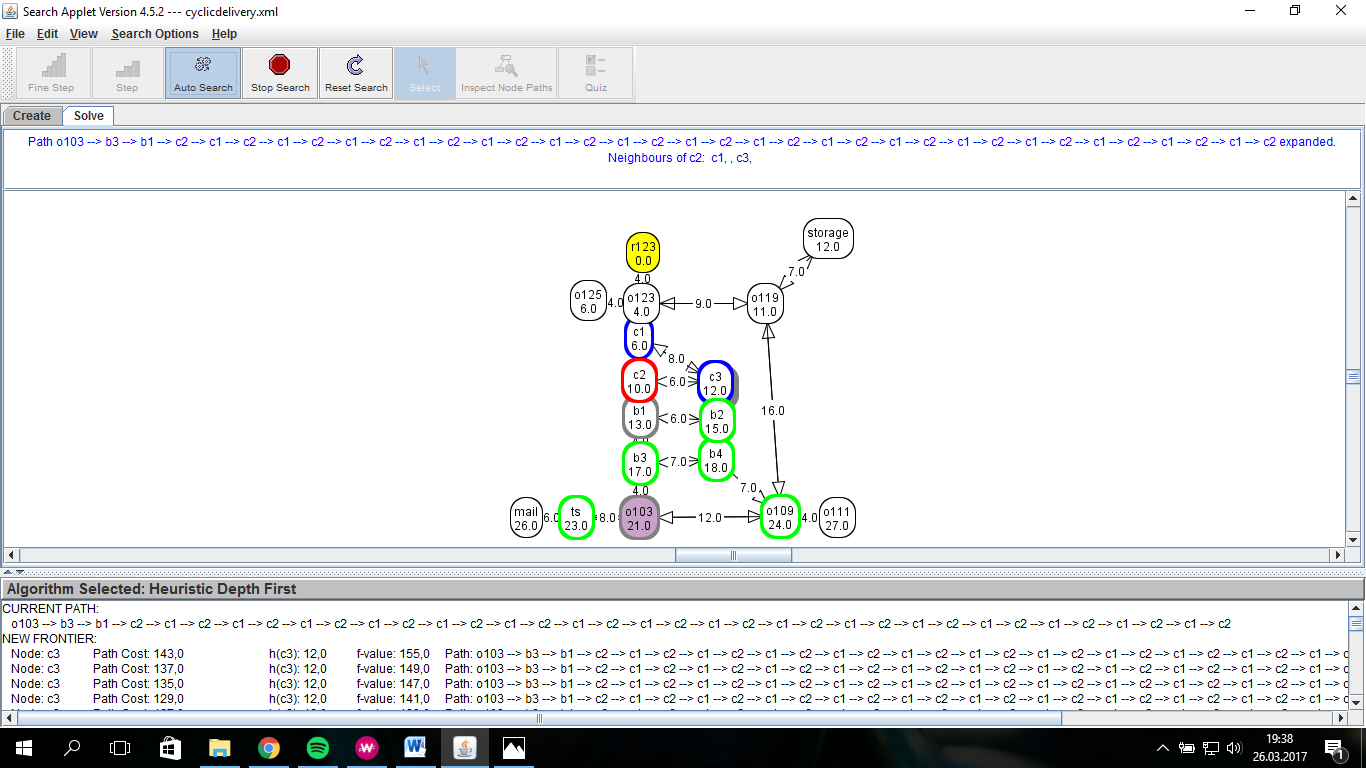 Search Applet Version 4.5.2 --- cyclicdelivery.xml
File Edit View Search Options Help
Fine Step Step Auto Search Stop Search Reset Search Select Inspect Node Paths Quiz
Create Solve
Path o103 --> b3 --> b1 --> c2 --> c1 --> c2 --> c1 --> c2 --> c1 --> c2 --> c1 --> c2 --> c1 --> c2 --> c1 --> c2 --> c1 --> c2 --> c1 --> c2 --> c1 --> c2 --> c1 --> c2 --> c1 --> c2 --> c1 --> c2 --> c1 --> c2 --> c1 --> c2 --> c1 --> c2 expanded.
Neighbours of c2: c1, , c3,
storage
12.0
r123
0.0
7.0
4.0
o125
6.0
4.0
o123
4.0
9.0
o119
11.0
c1
6.0
8.0
c2
10.0
6.0
c3
12.0
16.0
b1
13.0
6.0
b2
15.0
b3
17.0
7.0
b4
18.0
4.0
7.0
mail
26.0
6.0
ts
23.0
8.0
o103
21.0
12.0
o109
24.0
4.0
o111
27.0
Algorithm Selected: Heuristic Depth First
CURRENT PATH:
o103 --> b3 --> b1 --> c2 --> c1 --> c2 --> c1 --> c2 --> c1 --> c2 --> c1 --> c2 --> c1 --> c2 --> c1 --> c2 --> c1 --> c2 --> c1 --> c2 --> c1 --> c2 --> c1 --> c2 --> c1 --> c2 --> c1 --> c2 --> c1 --> c2 --> c1 --> c2 --> c1 --> c2
NEW FRONTIER:
Node: c3 Path Cost: 143,0 h(c3): 12,0 f-value: 155,0 Path: o103 --> b3 --> b1 --> c2 --> c1 --> c2 --> c1 --> c2 --> c1 --> c2 --> c1 --> c2 --> c1 --> c2 --> c1 --> c2 --> c1 --> c2 --> c1 --> c2 --> c1 --> c2 --> c1 --> c
Node: c3 Path Cost: 137,0 h(c3): 12,0 f-value: 149,0 Path: o103 --> b3 --> b1 --> c2 --> c1 --> c2 --> c1 --> c2 --> c1 --> c2 --> c1 --> c2 --> c1 --> c2 --> c1 --> c2 --> c1 --> c2 --> c1 --> c2 --> c1 --> c2 --> c1 --> c
Node: c3 Path Cost: 135,0 h(c3): 12,0 f-value: 147,0 Path: o103 --> b3 --> b1 --> c2 --> c1 --> c2 --> c1 --> c2 --> c1 --> c2 --> c1 --> c2 --> c1 --> c2 --> c1 --> c2 --> c1 --> c2 --> c1 --> c2 --> c1 --> c2 --> c1 --> c
Node: c3 Path Cost: 129,0 h(c3): 12,0 f-value: 141,0 Path: o103 --> b3 --> b1 --> c2 --> c1 --> c2 --> c1 --> c2 --> c1 --> c2 --> c1 --> c2 --> c1 --> c2 --> c1 --> c2 --> c1 --> c2 --> c1 --> c2 --> c1 --> c2 --> c1 --> c
19:38
26.03.2017
1